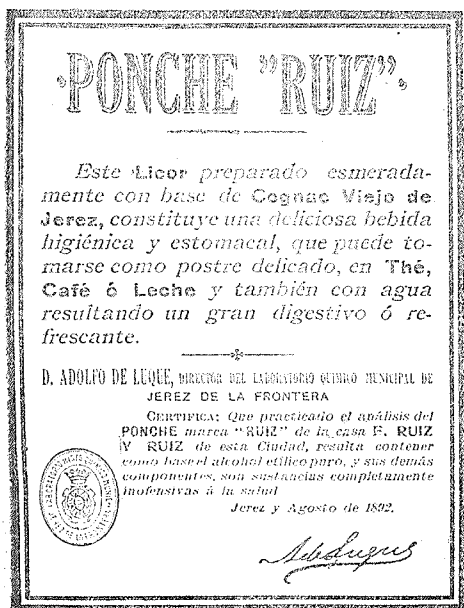 PONCHE "RUIZ"
Este Licor preparado esmerada-
mente con base de Cognac Viejo de
Jerez, constituye una deliciosa bebida
higiénica y estomacal, que puede to-
marse como postre delicado, en Thé,
Café ó Leche y también con agua
resultando un gran digestivo ó re-
frescante.
D. ADOLFO DE LUQUE, DIRECTOR DEL LABORATORIO QUIMICO MUNICIPAL DE
JEREZ DE LA FRONTERA
CERTIFICA: Que practicado el análisis del
PONCHE marca "RUIZ" de la casa F. RUIZ
Y RUIZ de esta Ciudad, resulta contener
como base el alcohol etílico puro, y sus demás
componentes, son sustancias completamente
inofensivas á la salud
Jerez y Agosto de 1892.
AdeLuque